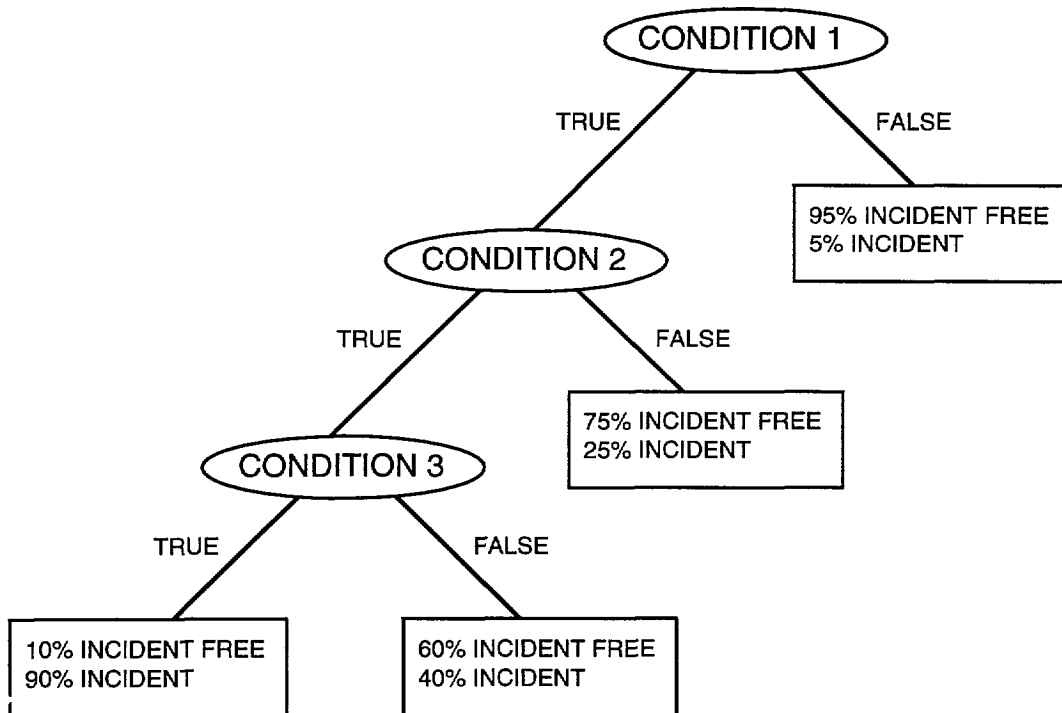 CONDITION 1
TRUE
FALSE
95% INCIDENT FREE
5% INCIDENT
CONDITION 2
TRUE
FALSE
75% INCIDENT FREE
25% INCIDENT
CONDITION 3
TRUE
FALSE
10% INCIDENT FREE
90% INCIDENT
60% INCIDENT FREE
40% INCIDENT